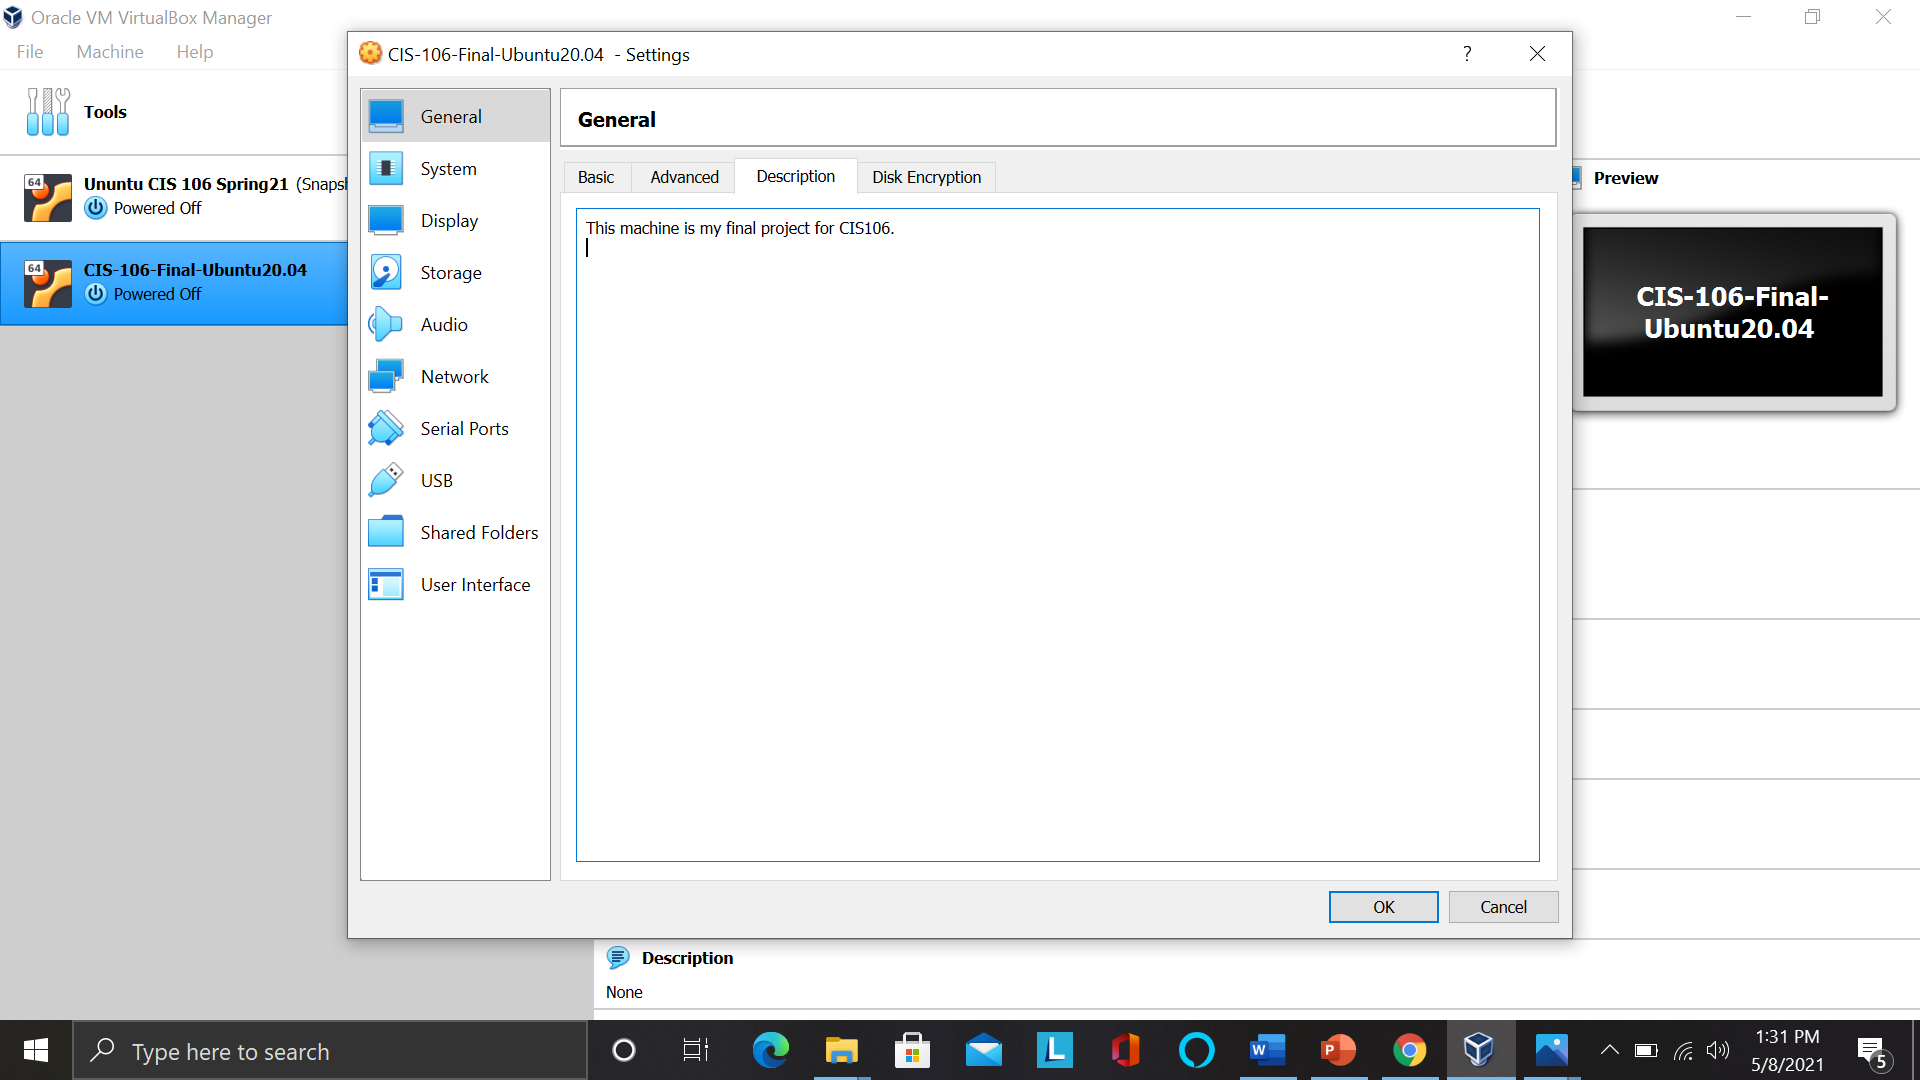 Oracle VM VirtualBox Manager
File Machine Help
Tools
64
Ununtu CIS 106 Spring21 (Snapsh
Powered Off
64
CIS-106-Final-Ubuntu20.04
Powered Off
CIS-106-Final-Ubuntu20.04 - Settings
?
General
System
Display
Storage
Audio
Network
Serial Ports
USB
Shared Folders
User Interface
General
Basic Advanced Description Disk Encryption
This machine is my final project for CIS106.
OK Cancel
Preview
CIS-106-Final-
Ubuntu20.04
Description
None
Type here to search
L
W
P
1:31 PM
5/8/2021
5